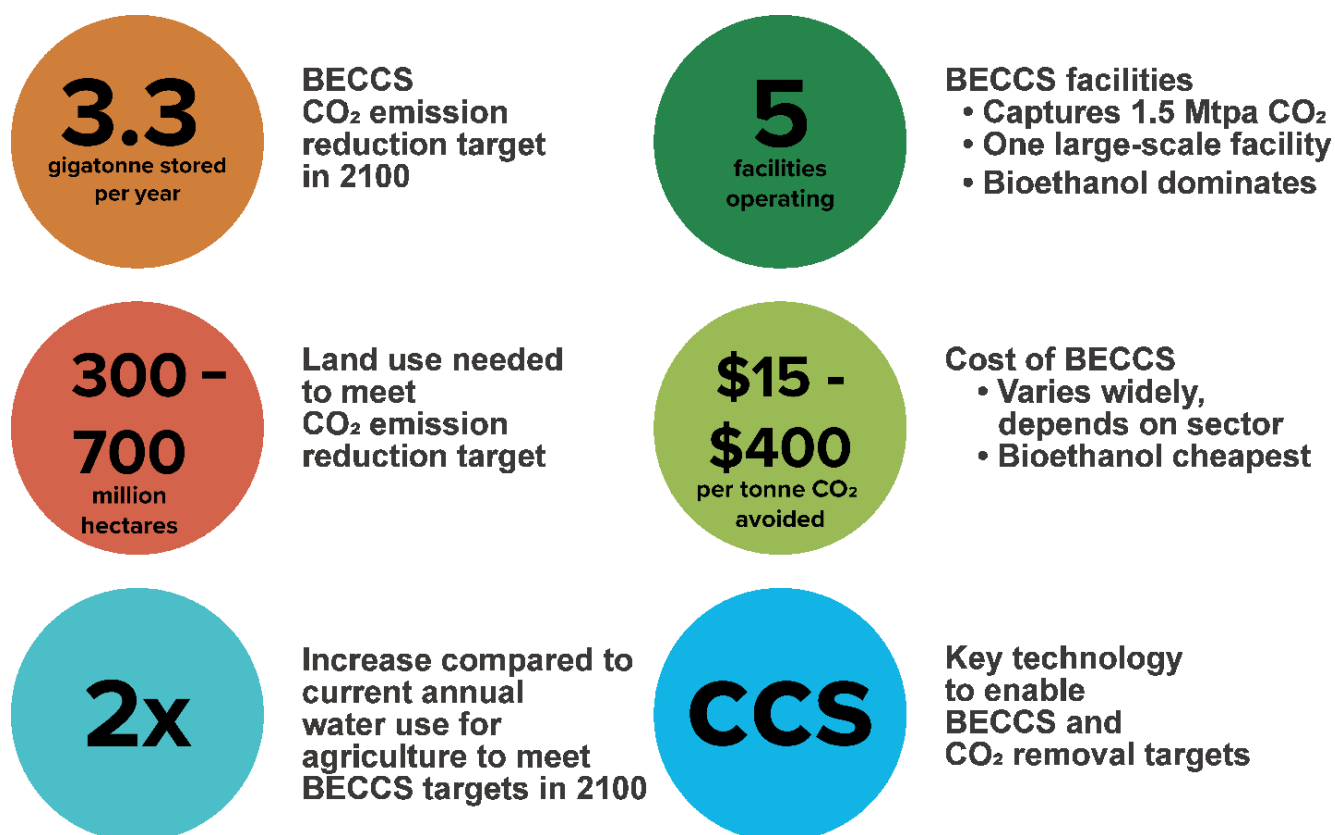 3.3
gigatonne stored
per year
BECCS
CO₂ emission
reduction target
in 2100
5
facilities
operating
BECCS facilities
• Captures 1.5 Mtpa CO₂
• One large-scale facility
• Bioethanol dominates
300 –
700
million
hectares
Land use needed
to meet
CO₂ emission
reduction target
$15 -
$400
per tonne CO₂
avoided
Cost of BECCS
• Varies widely,
depends on sector
• Bioethanol cheapest
2x
Increase compared to
current annual
water use for
agriculture to meet
BECCS targets in 2100
CCS
Key technology
to enable
BECCS and
CO₂ removal targets